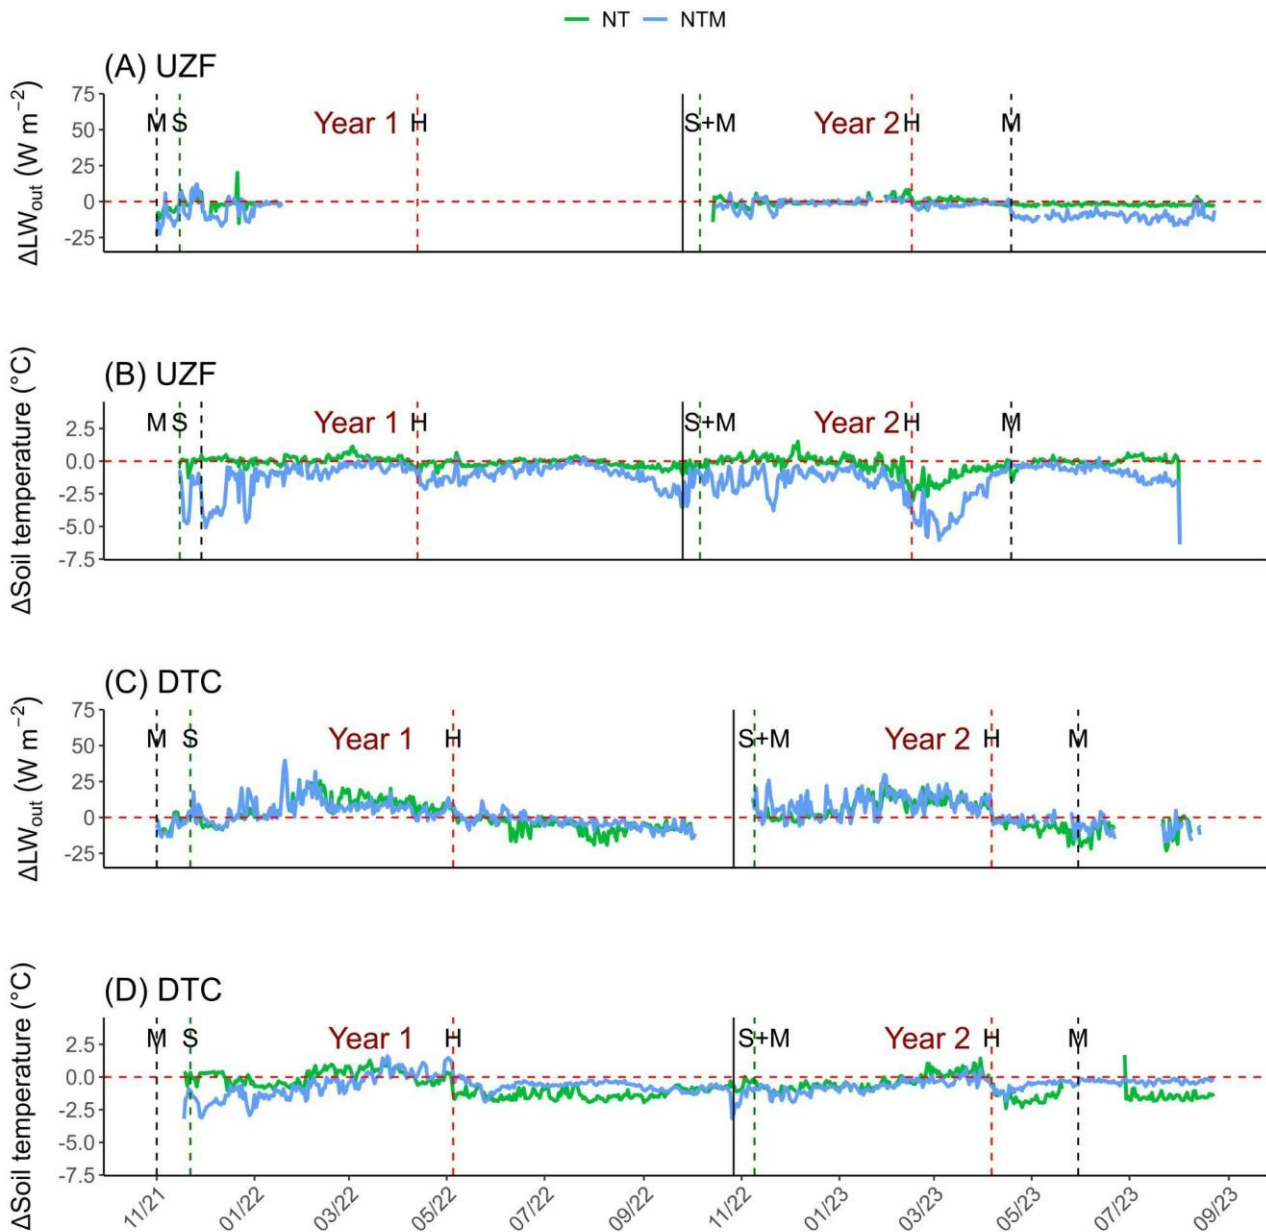 NT NTM
(A) UZF
ΔLWout (W m−2)
75
50
25
0
-25
M S Year 1 H S+M Year 2 H M
(B) UZF
ΔSoil temperature (°C)
2.5
0.0
-2.5
-5.0
-7.5
M S Year 1 H S+M Year 2 H M
(C) DTC
ΔLWout (W m−2)
75
50
25
0
-25
M S Year 1 H S+M Year 2 H M
(D) DTC
ΔSoil temperature (°C)
2.5
0.0
-2.5
-5.0
-7.5
M S Year 1 H S+M Year 2 H M
11/21 01/22 03/22 05/22 07/22 09/22 11/22 01/23 03/23 05/23 07/23 09/23